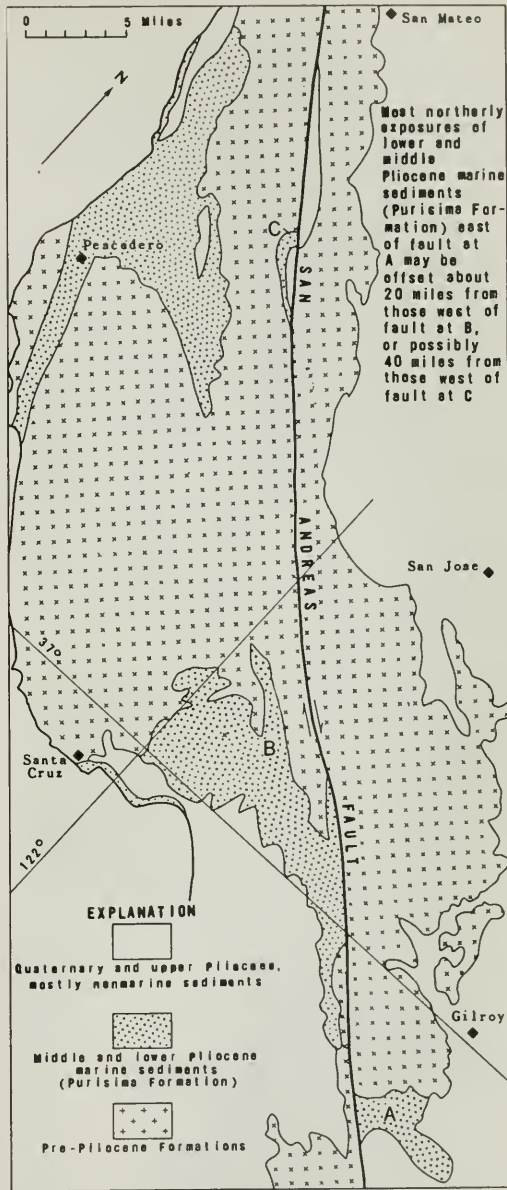 0 5 Miles
San Mateo
N
Most northerly
exposures of
lower and
middle
Pliocene marine
sediments
(Purisima For-
mation) east
of fault at
A may be
offset about
20 miles from
those west of
fault at B,
or possibly
40 miles from
those west of
fault at C
Pescadero
C
SAN
ANDREAS
FAULT
San Jose
37°
B
Santa
Cruz
122°
EXPLANATION
Quaternary and upper Pliocene,
mostly nonmarine sediments
Middle and lower Pliocene
marine sediments
(Purisima Formation)
Pre-Pliocene Formations
Gilroy
A